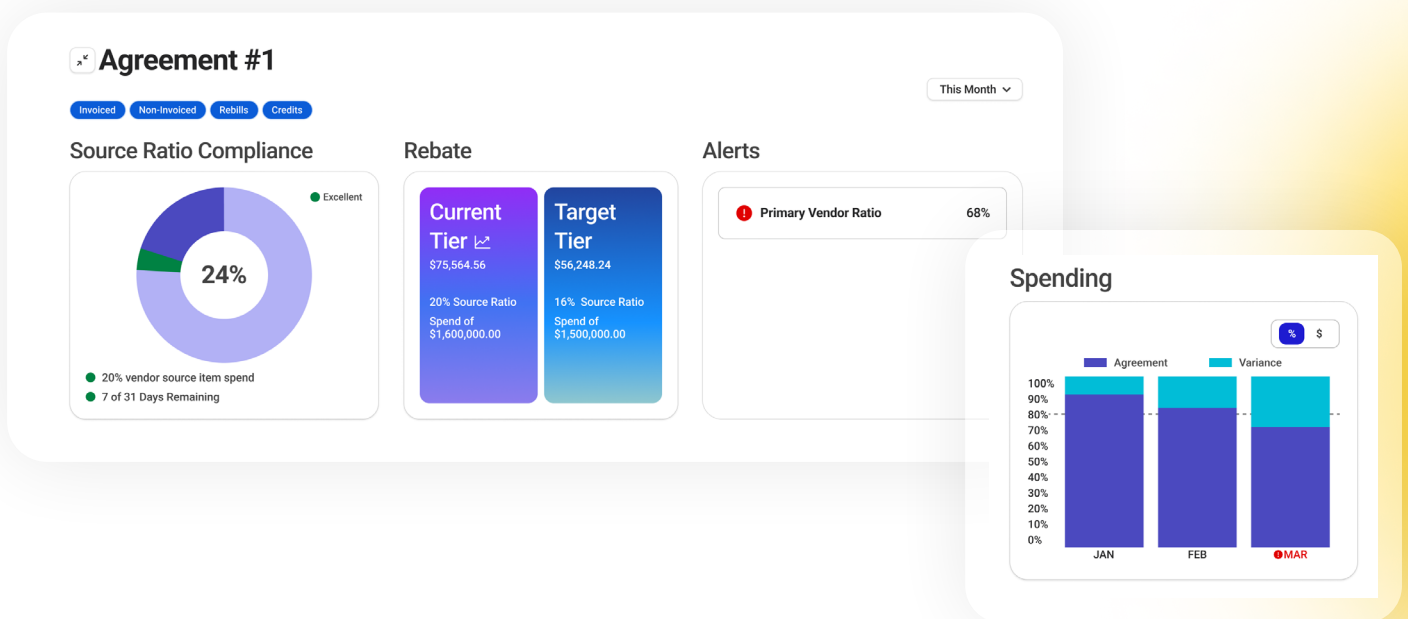 Agreement #1
This Month
Invoiced Non-Invoiced Rebills Credits
Source Ratio Compliance
Excellent
24%
20% vendor source item spend
7 of 31 Days Remaining
Rebate
Current
Tier
$75,564.56
20% Source Ratio
Spend of
$1,600,000.00
Target
Tier
$56,248.24
16% Source Ratio
Spend of
$1,500,000.00
Alerts
Primary Vendor Ratio 68%
Spending
% $
Agreement Variance
100%
90%
80%
70%
60%
50%
40%
30%
20%
10%
0%
JAN FEB MAR